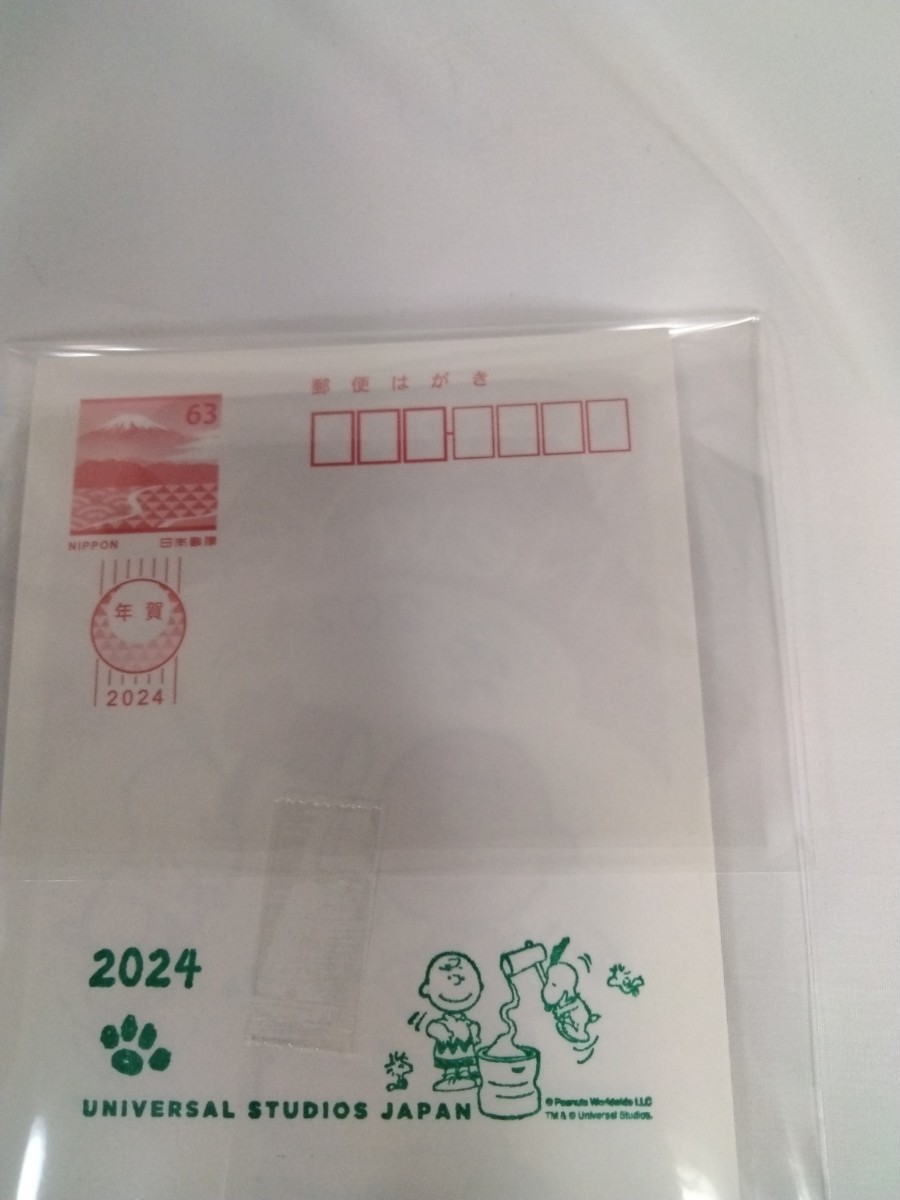 郵便はがき
63
NIPPON 日本郵便
年賀
2024
2024
UNIVERSAL STUDIOS JAPAN
© Peanuts Worldwide LLC
TM & © Universal Studios.